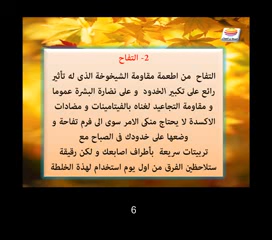 2- التفاح
التفاح من اطعمة مقاومة الشيخوخة الذى له تأثير
رائع على تكبير الخدود و على نضارة البشرة عموما
و مقاومة التجاعيد لغناه بالفيتامينات و مضادات
الاكسدة لا يحتاج منكى الامر سوى الى فرم تفاحة و
وضعها على خدودك فى الصباح مع
تربيتات سريعة بأطراف اصابعك و لكن رقيقة
ستلاحظين الفرق من اول يوم استخدام لهذة الخلطة
6